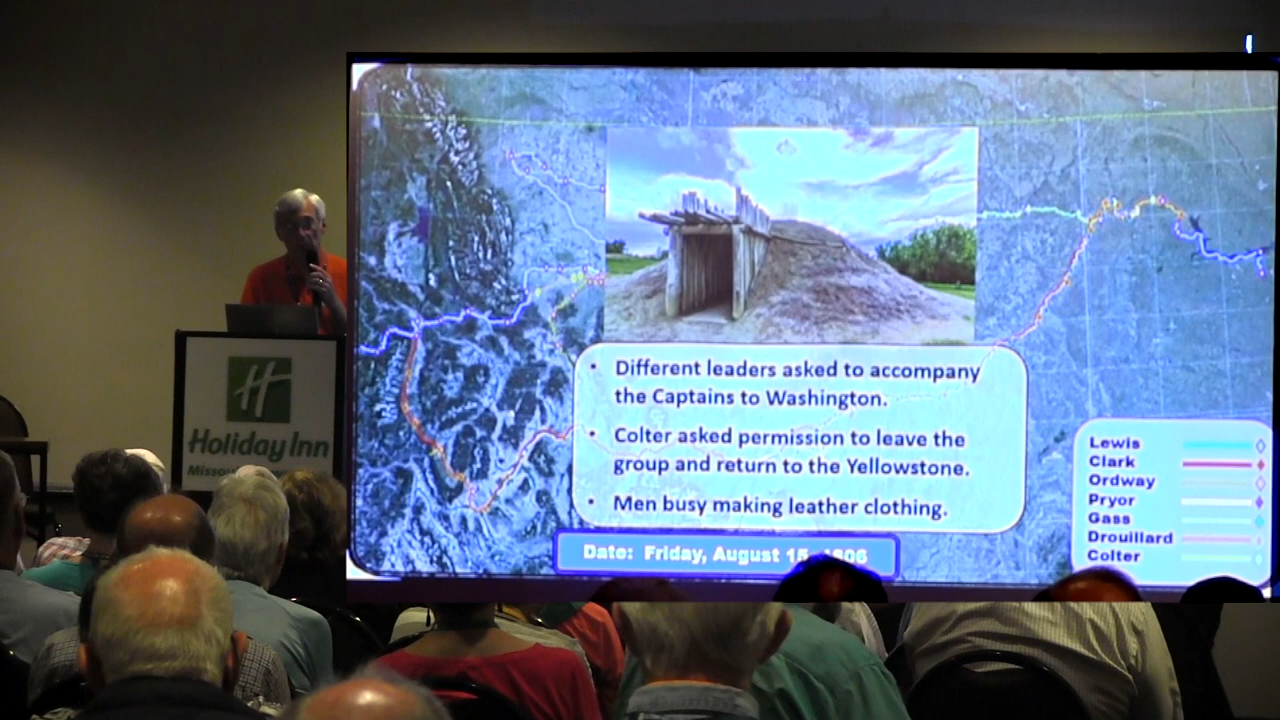 • Different leaders asked to accompany
the Captains to Washington.
• Colter asked permission to leave the
group and return to the Yellowstone.
• Men busy making leather clothing.
Date: Friday, August 15, 1806
Lewis
Clark
Ordway
Pryor
Gass
Drouillard
Colter
H
Holiday Inn